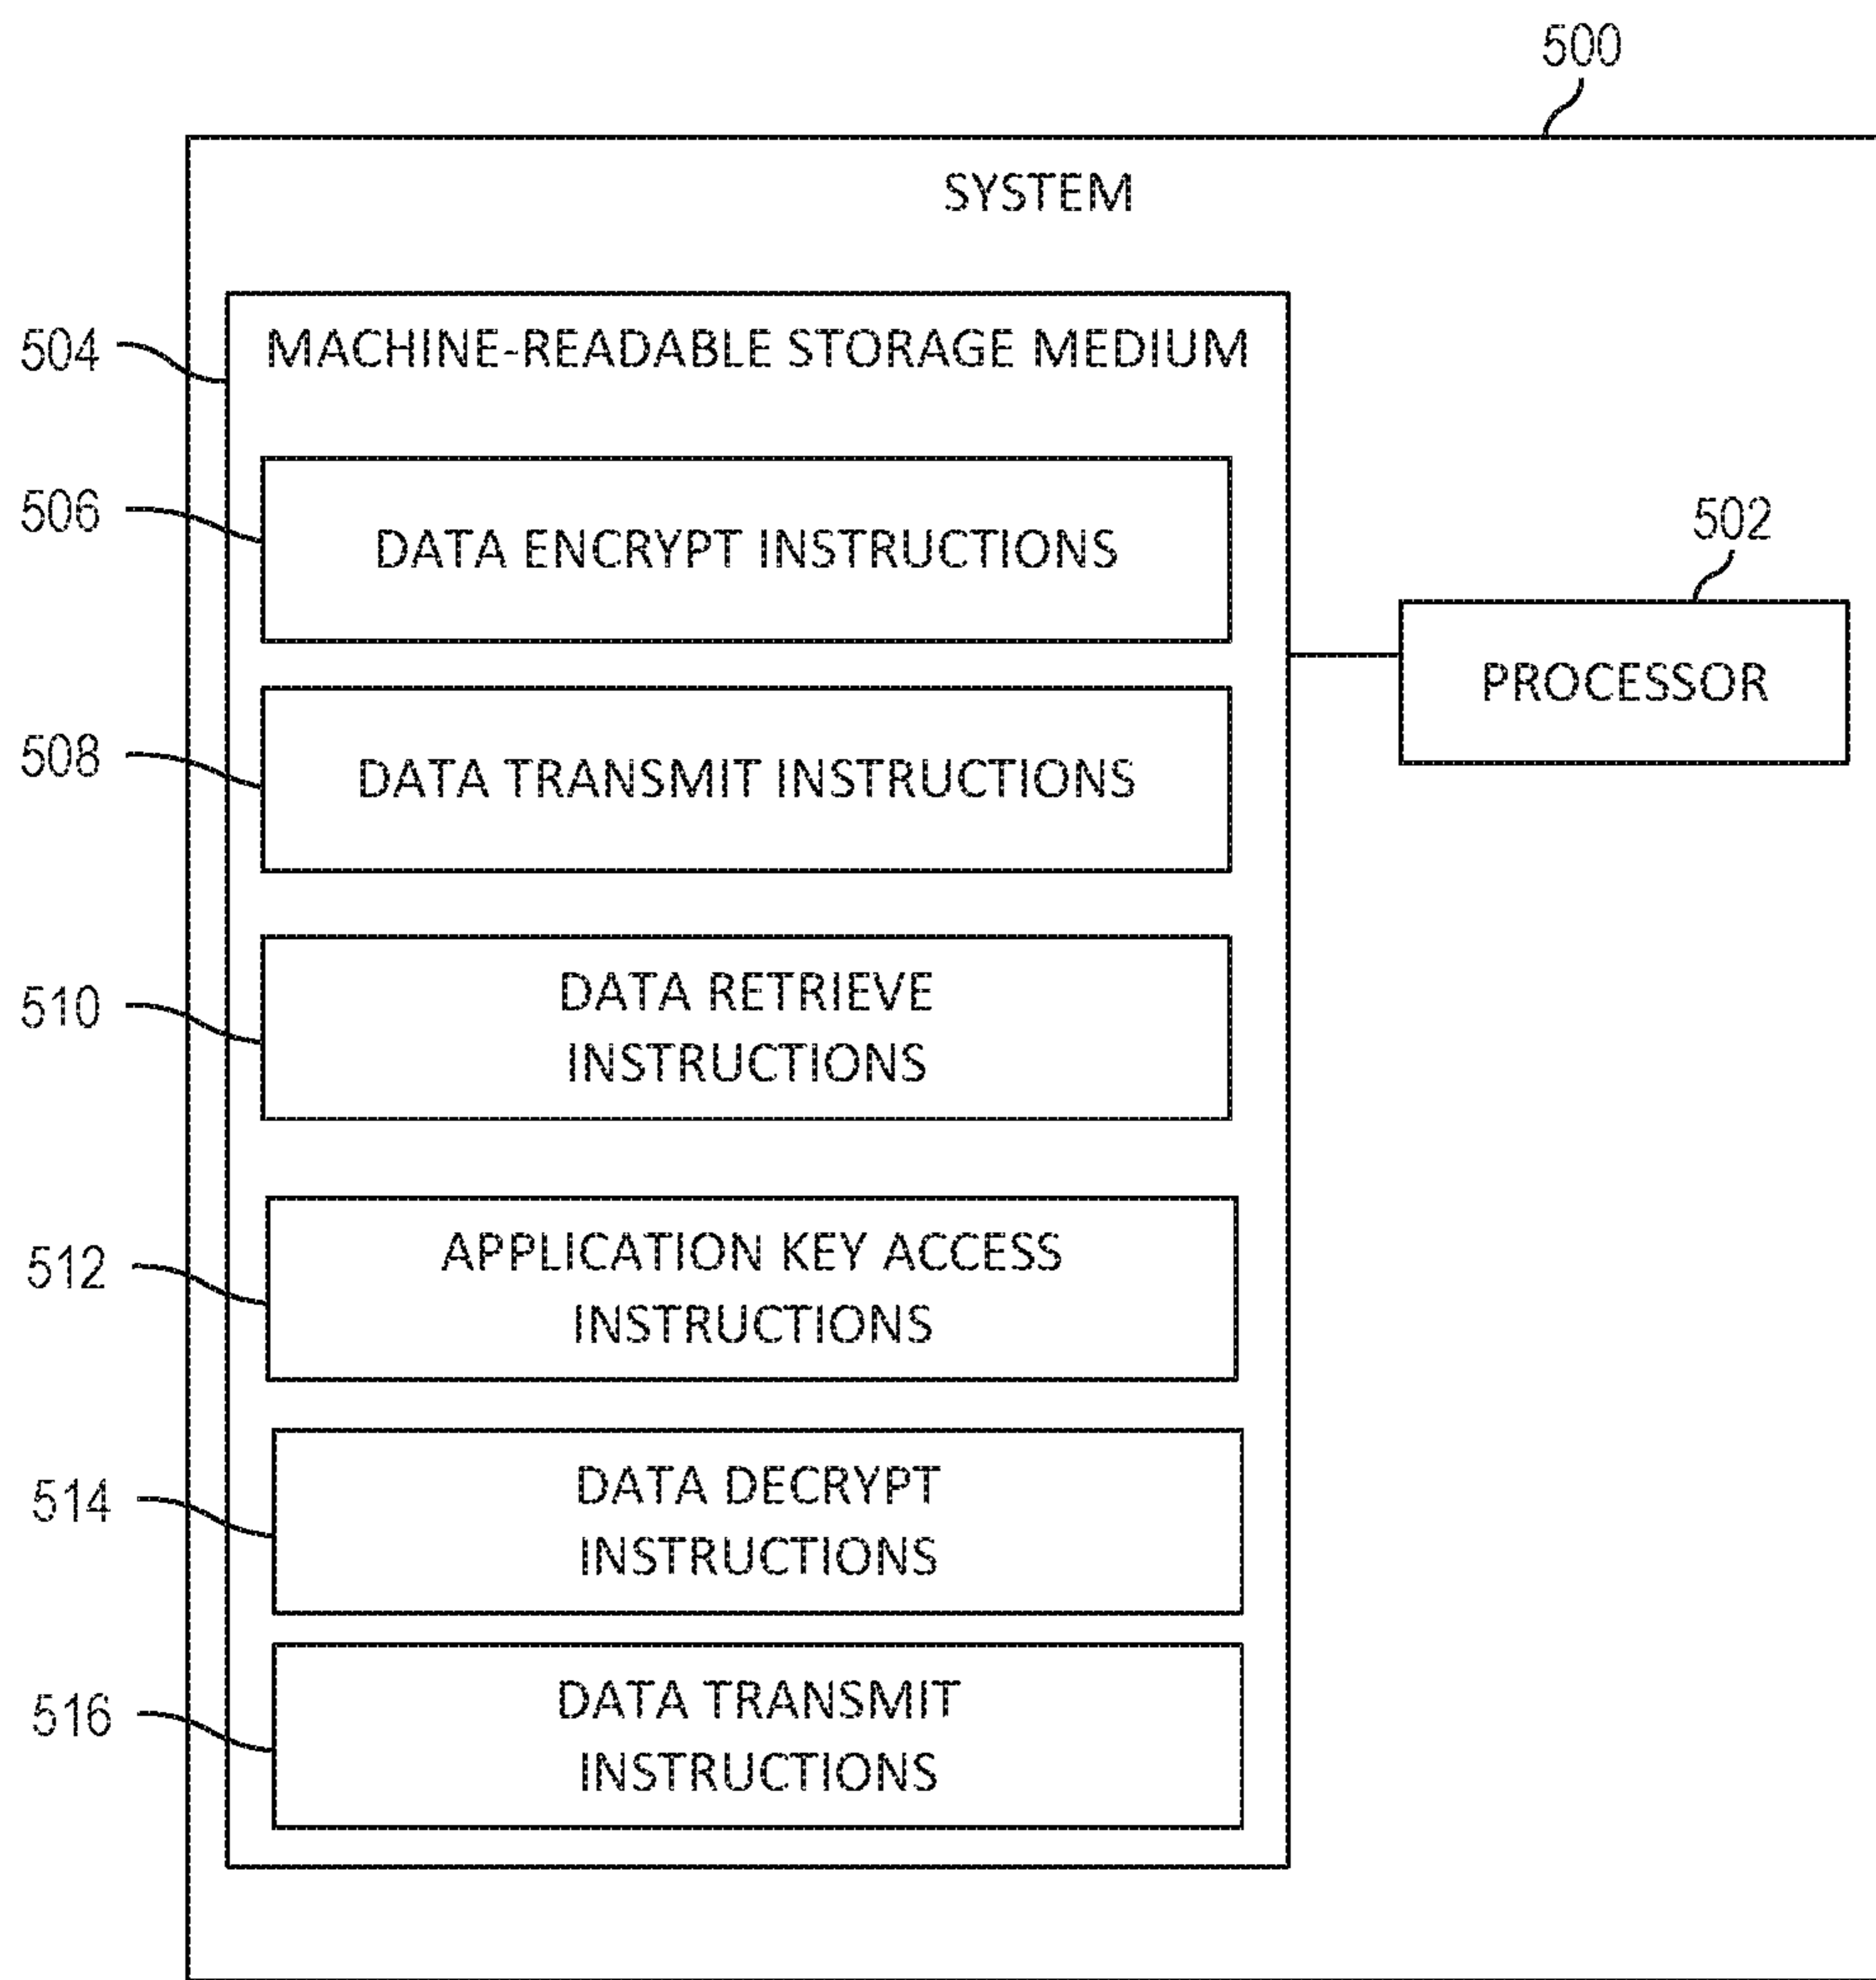 500
SYSTEM
504
MACHINE-READABLE STORAGE MEDIUM
506
DATA ENCRYPT INSTRUCTIONS
502
PROCESSOR
508
DATA TRANSMIT INSTRUCTIONS
510
DATA RETRIEVE
INSTRUCTIONS
512
APPLICATION KEY ACCESS
INSTRUCTIONS
514
DATA DECRYPT
INSTRUCTIONS
516
DATA TRANSMIT
INSTRUCTIONS